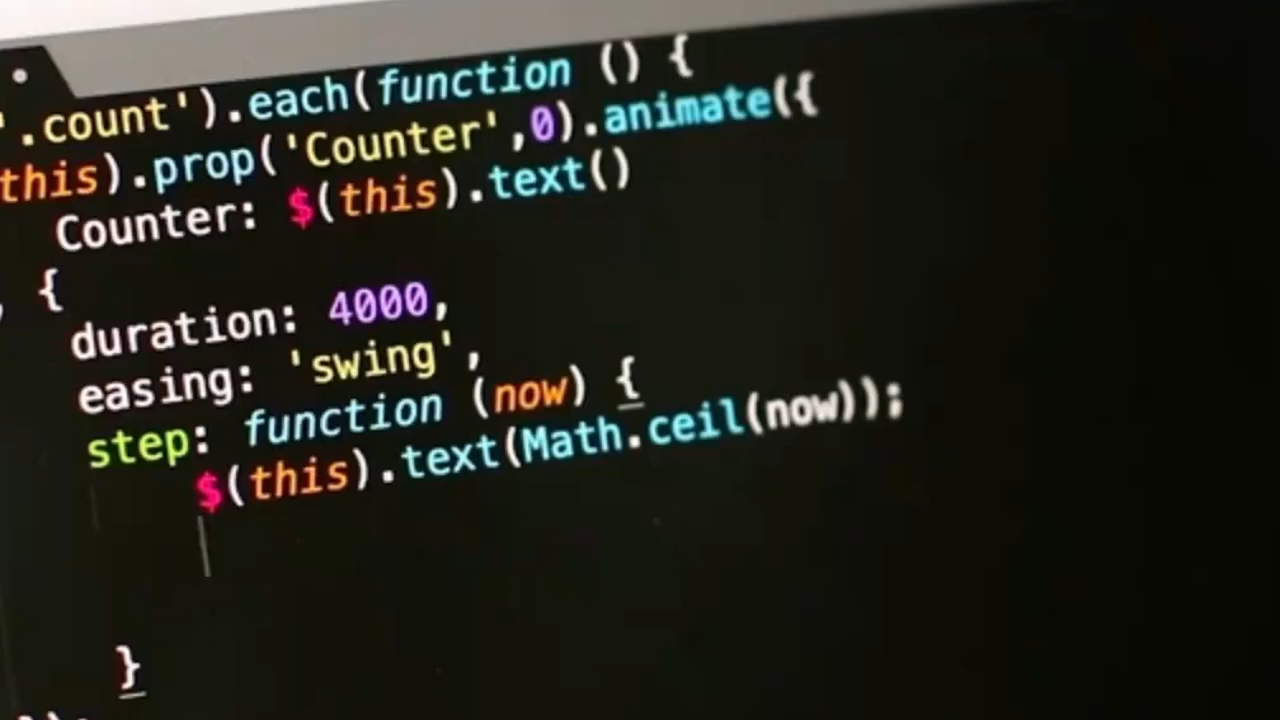 '.count').each(function () {
this).prop('Counter',0).animate({
Counter: $(this).text()
, {
duration: 4000,
easing: 'swing',
step: function (now) {
$(this).text(Math.ceil(now));
}
});